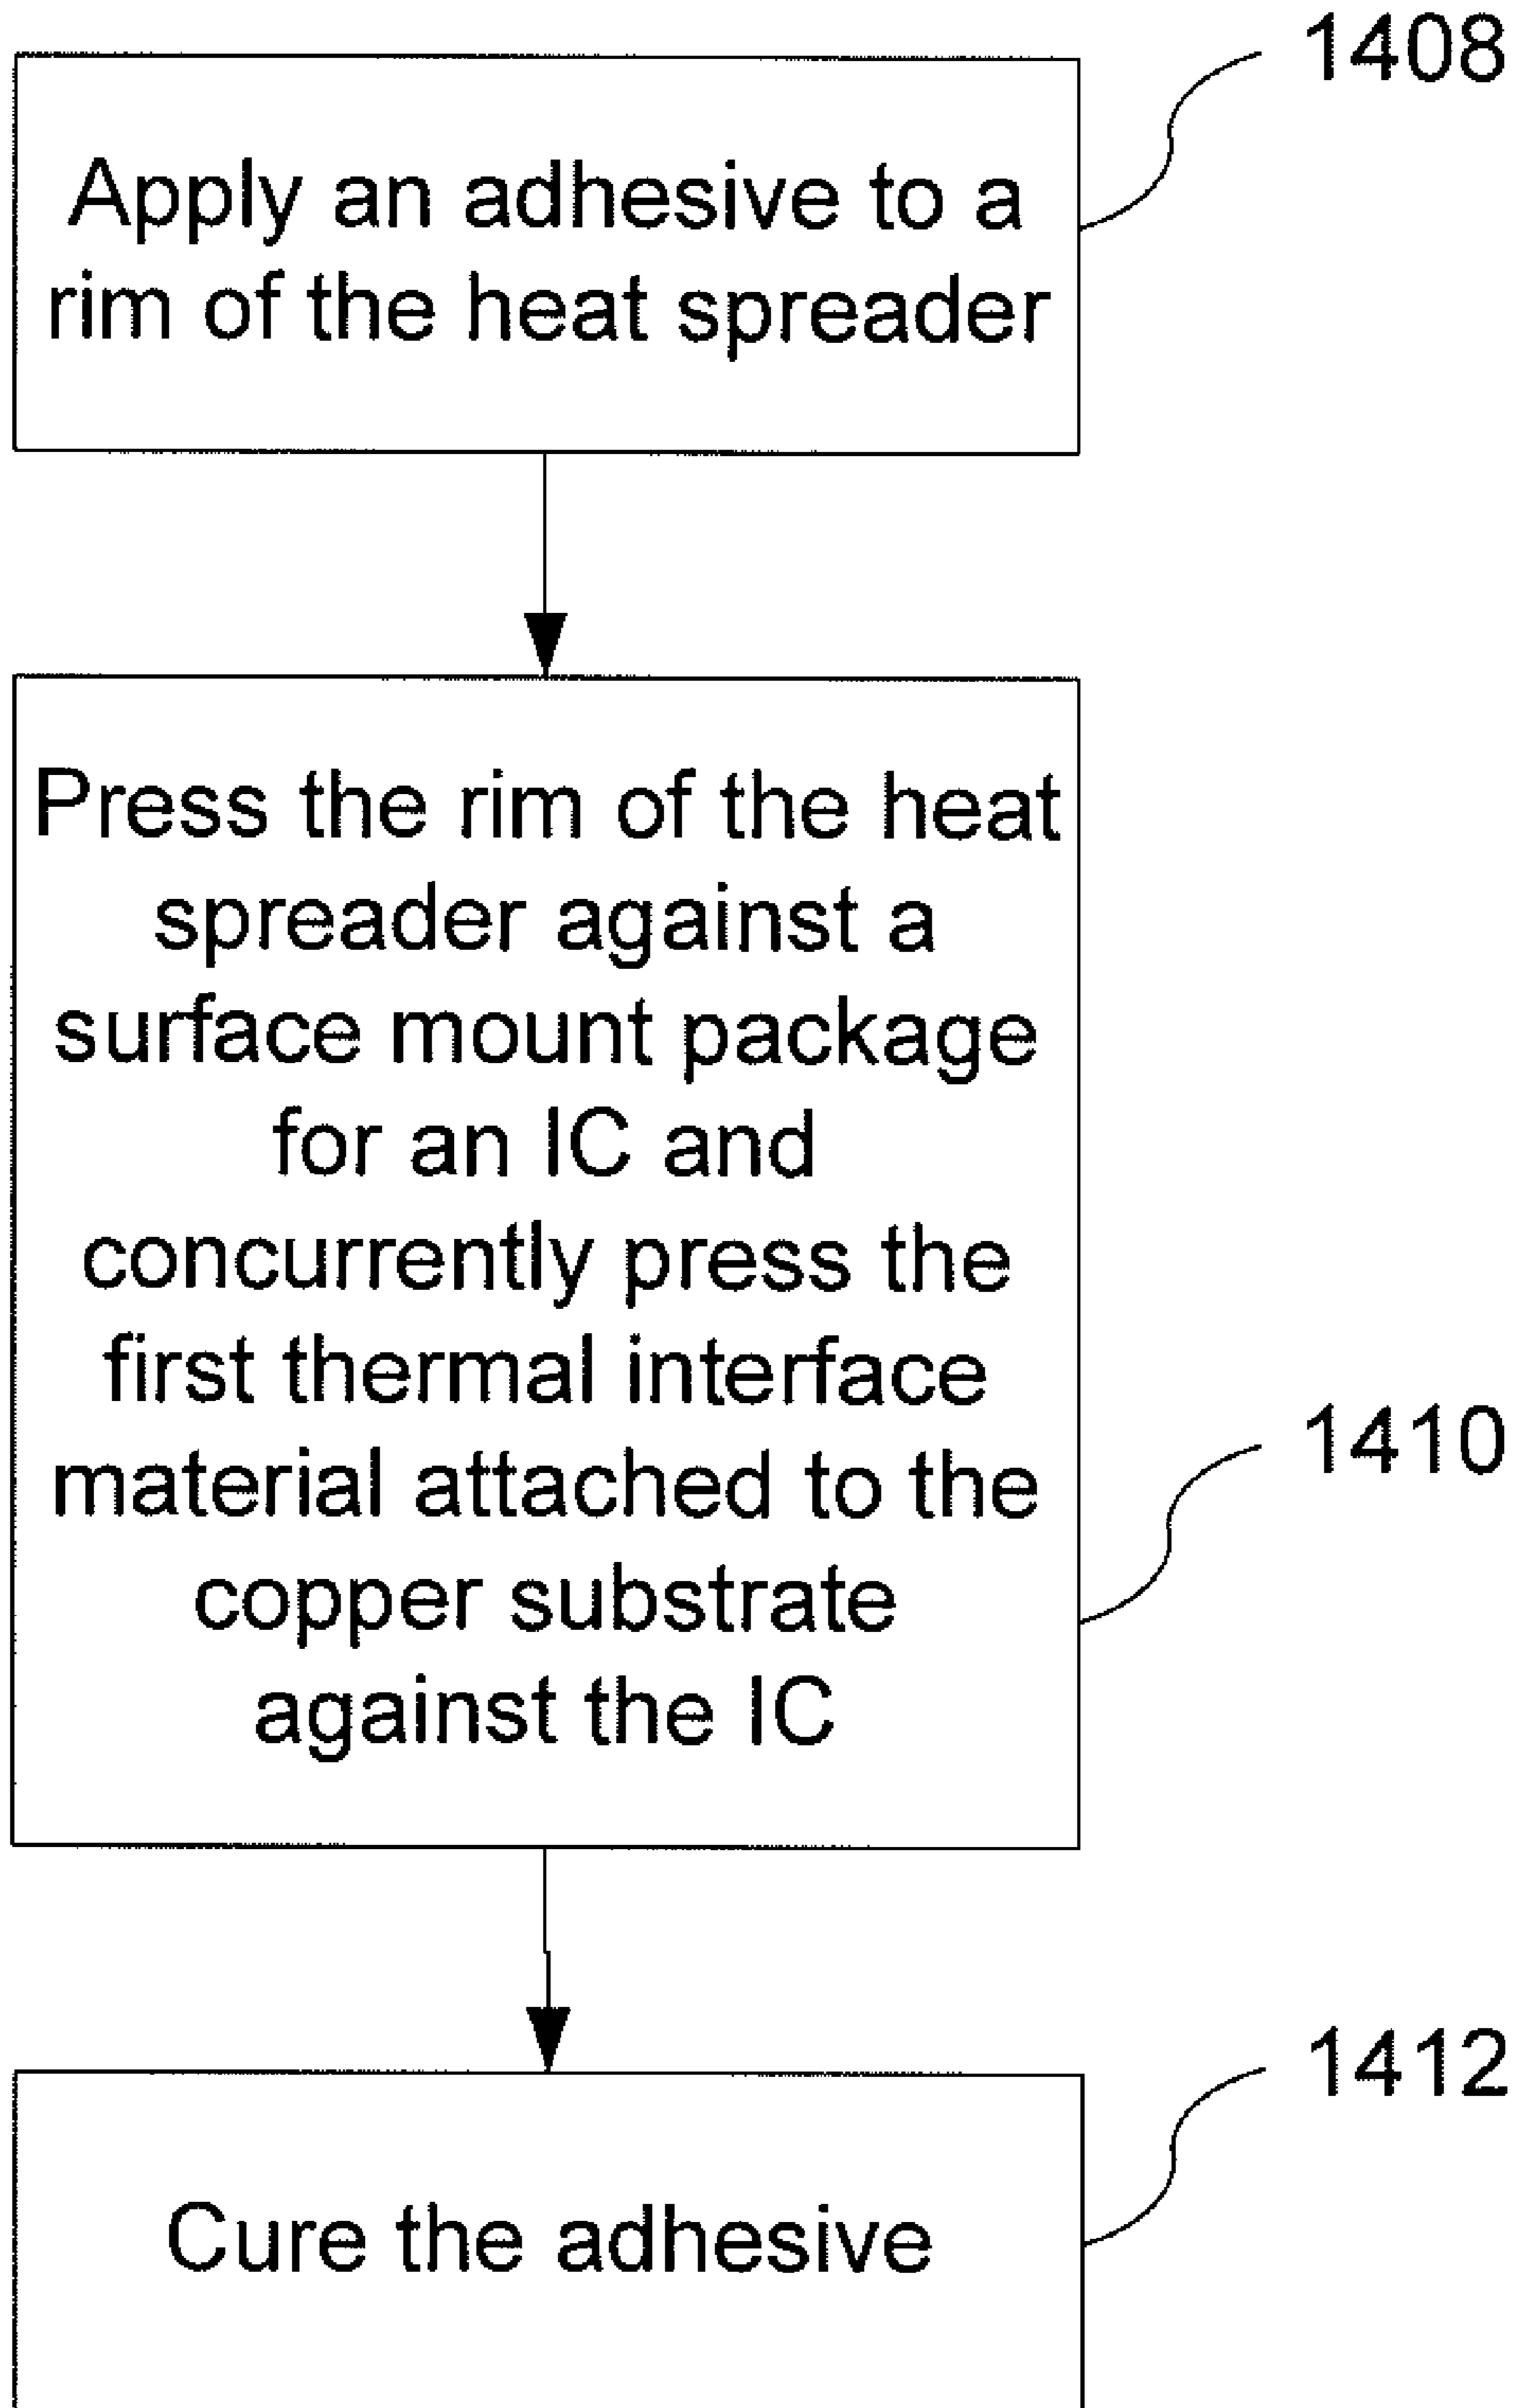 1408
Apply an adhesive to a
rim of the heat spreader
Press the rim of the heat
spreader against a
surface mount package
for an IC and
concurrently press the
first thermal interface
material attached to the
copper substrate
against the IC
1410
1412
Cure the adhesive